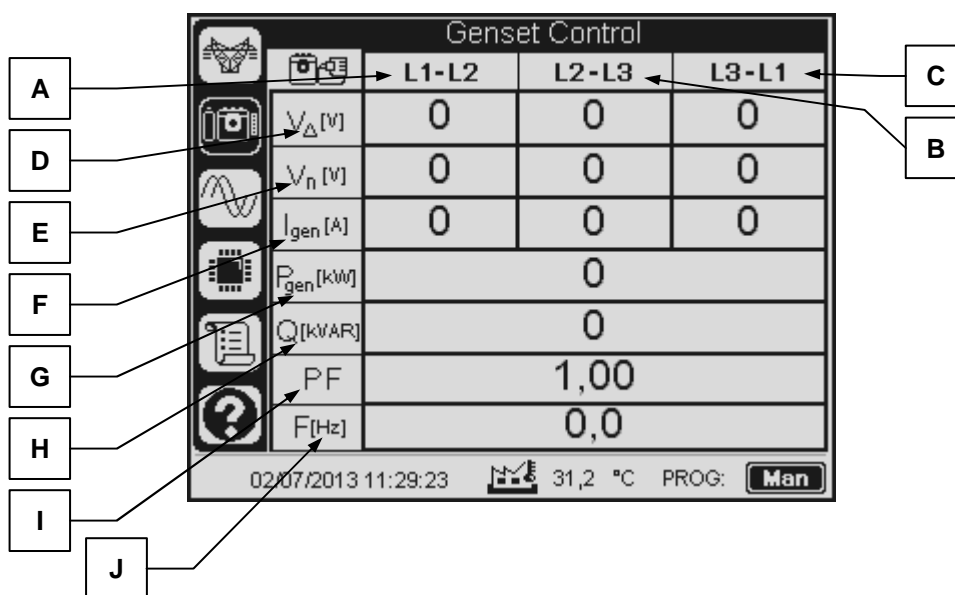 Genset Control
A L1-L2 L2-L3 L3-L1 C
D V△ [V] 0 0 0 B
E Vn [V] 0 0 0
F Igen [A] 0 0 0
G Pgen [kW] 0
H Q[kVAR] 0
I PF 1,00
J F[Hz] 0,0
02/07/2013 11:29:23 31,2 °C PROG: Man